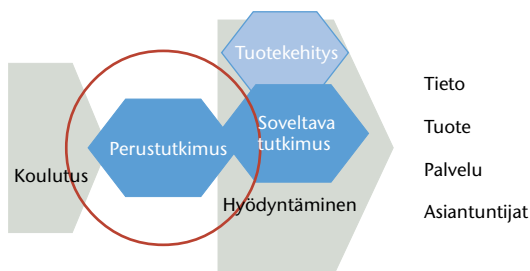 Tuotekehitys
Soveltava
tutkimus
Perustutkimus
Koulutus
Hyödyntäminen
Tieto
Tuote
Palvelu
Asiantuntijat